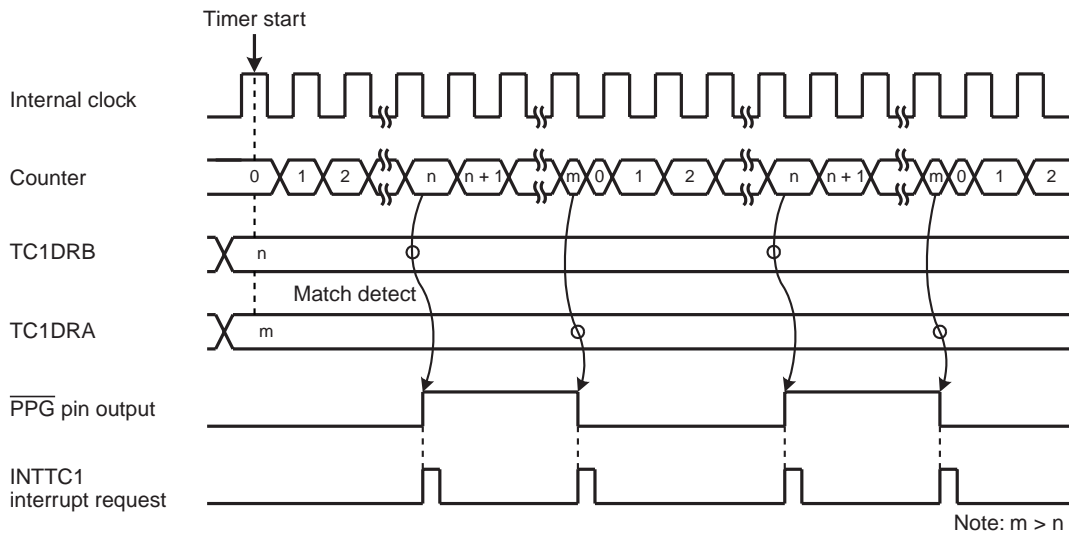 Timer start
Internal clock
Counter
0 1 2 n n + 1 m 0 1 2 n n + 1 m 0 1 2
TC1DRB
n
Match detect
TC1DRA
m
PPG pin output
INTTC1
interrupt request
Note: m > n